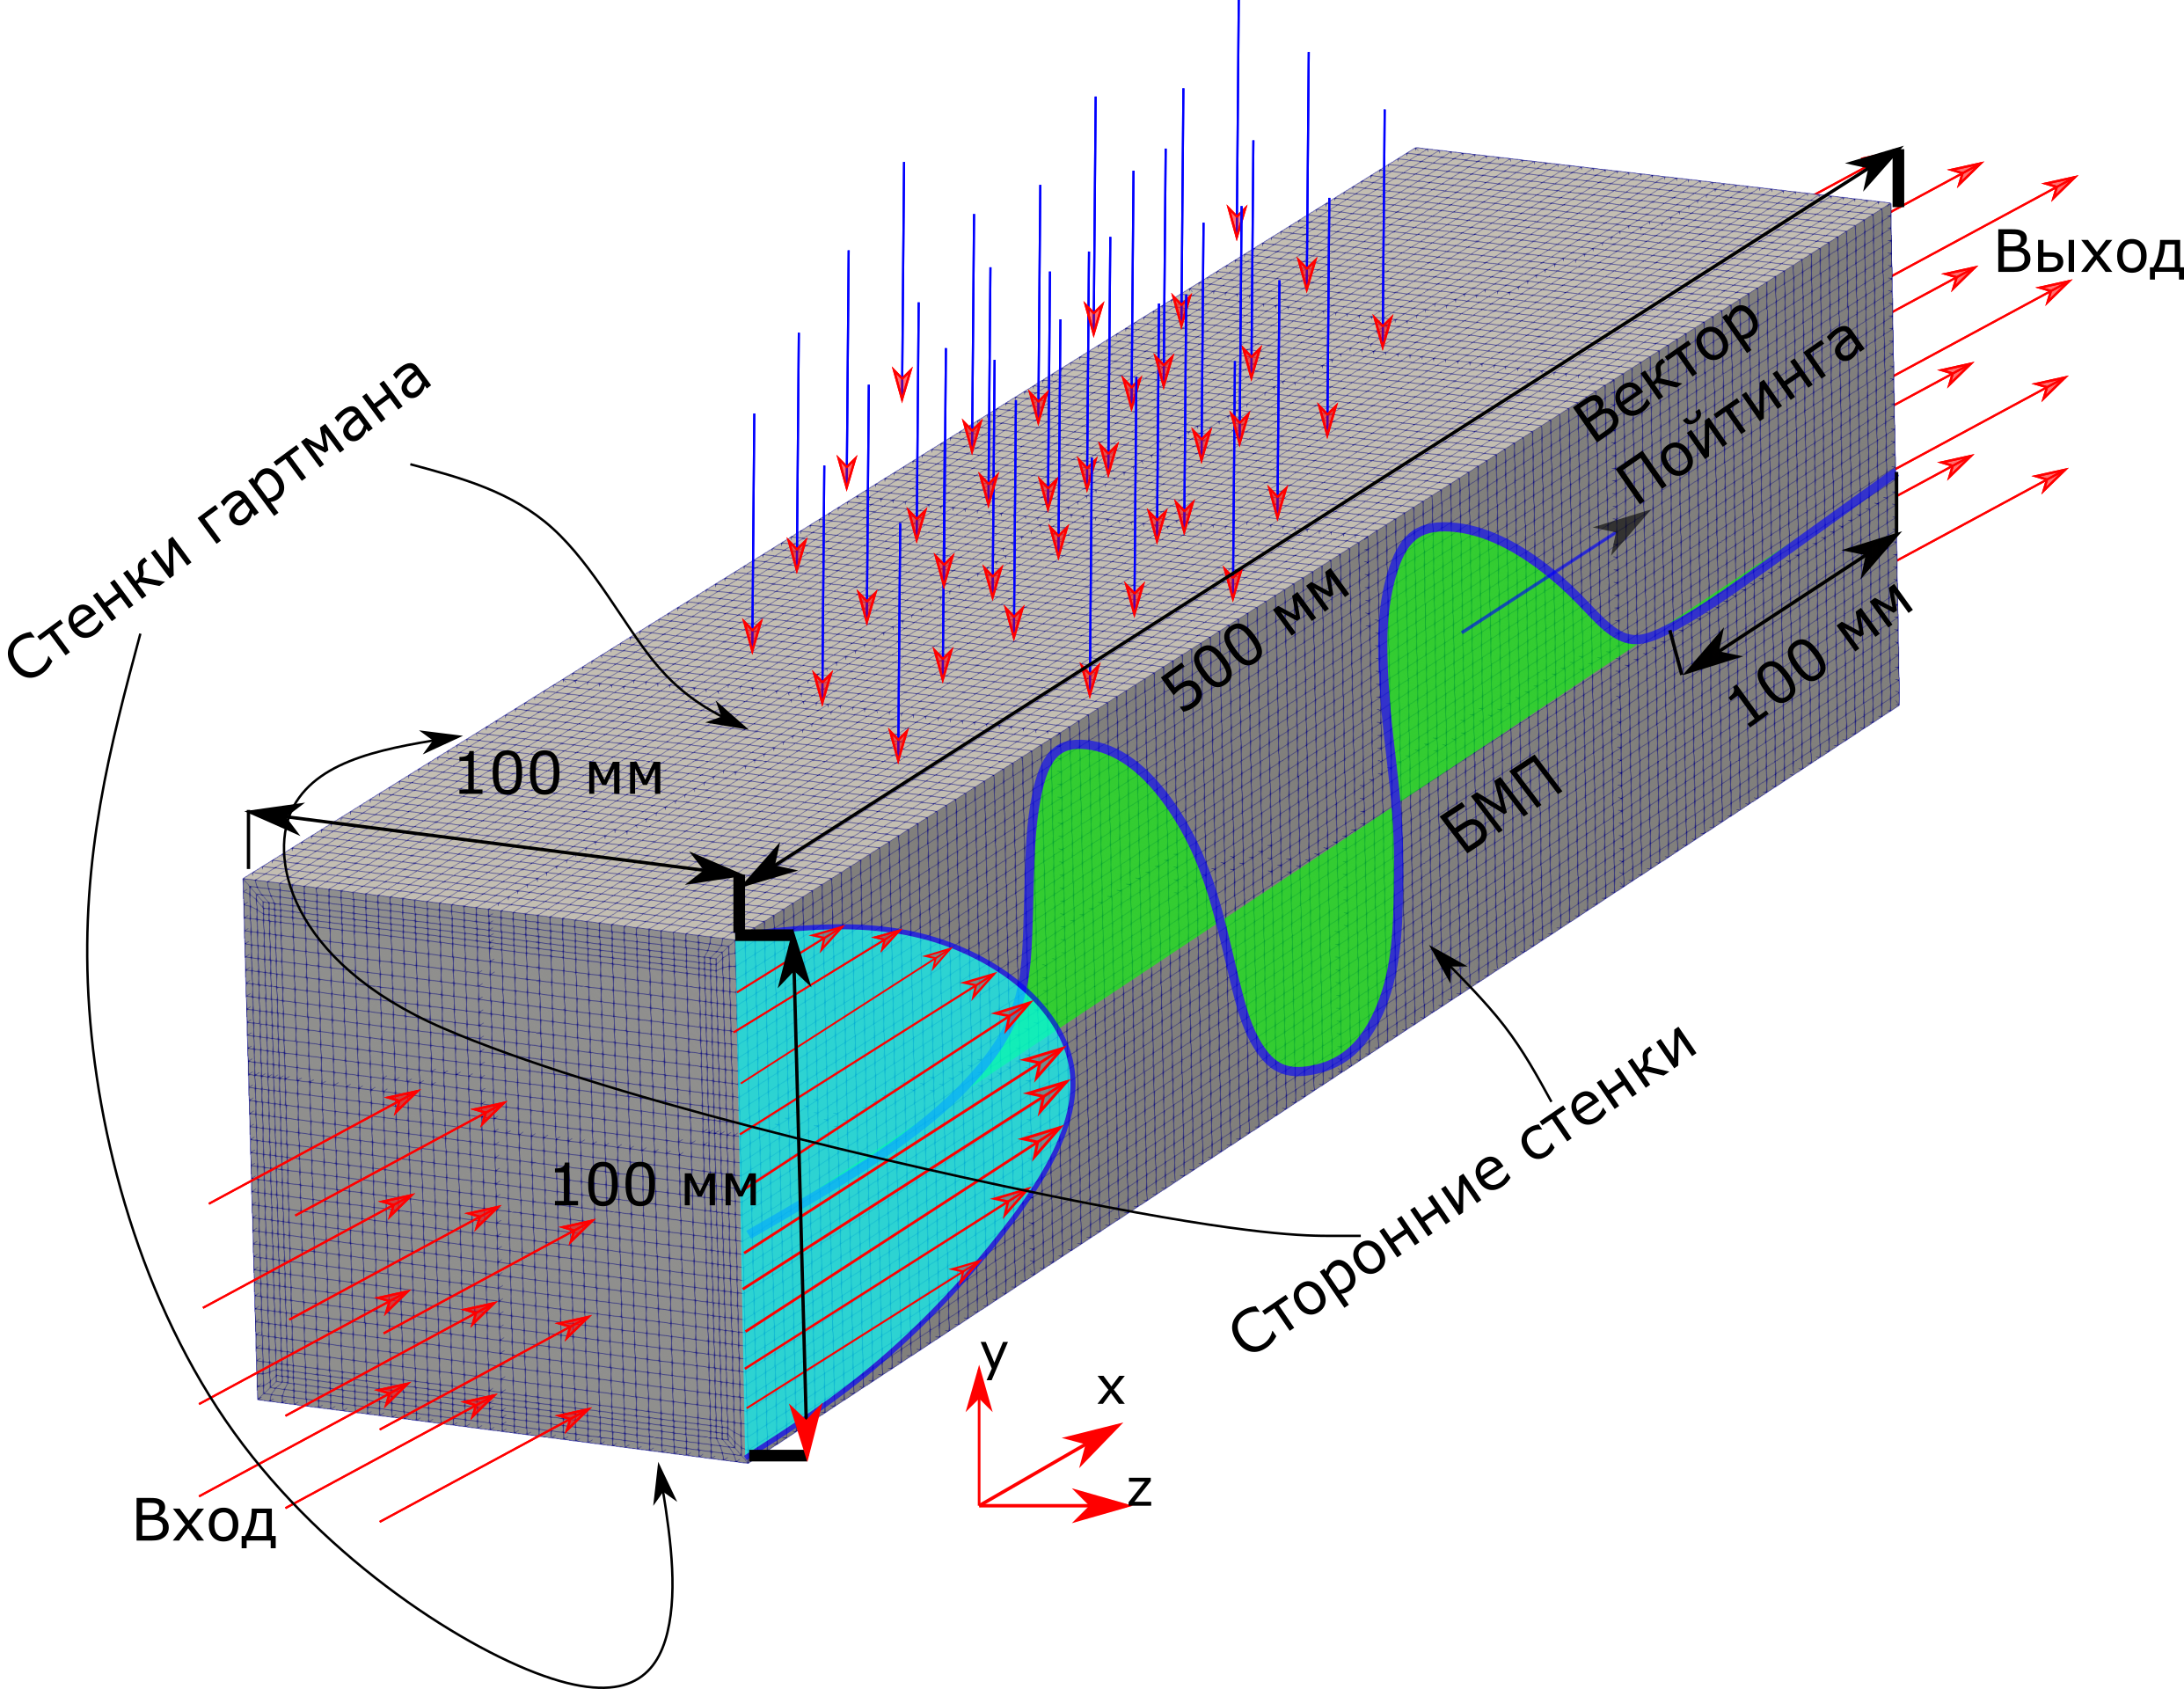 Выход
Вектор
Пойтинга
Стенки гартмана
500 мм
100 мм
100 мм
БМП
100 мм
Сторонние стенки
y
x
z
Вход